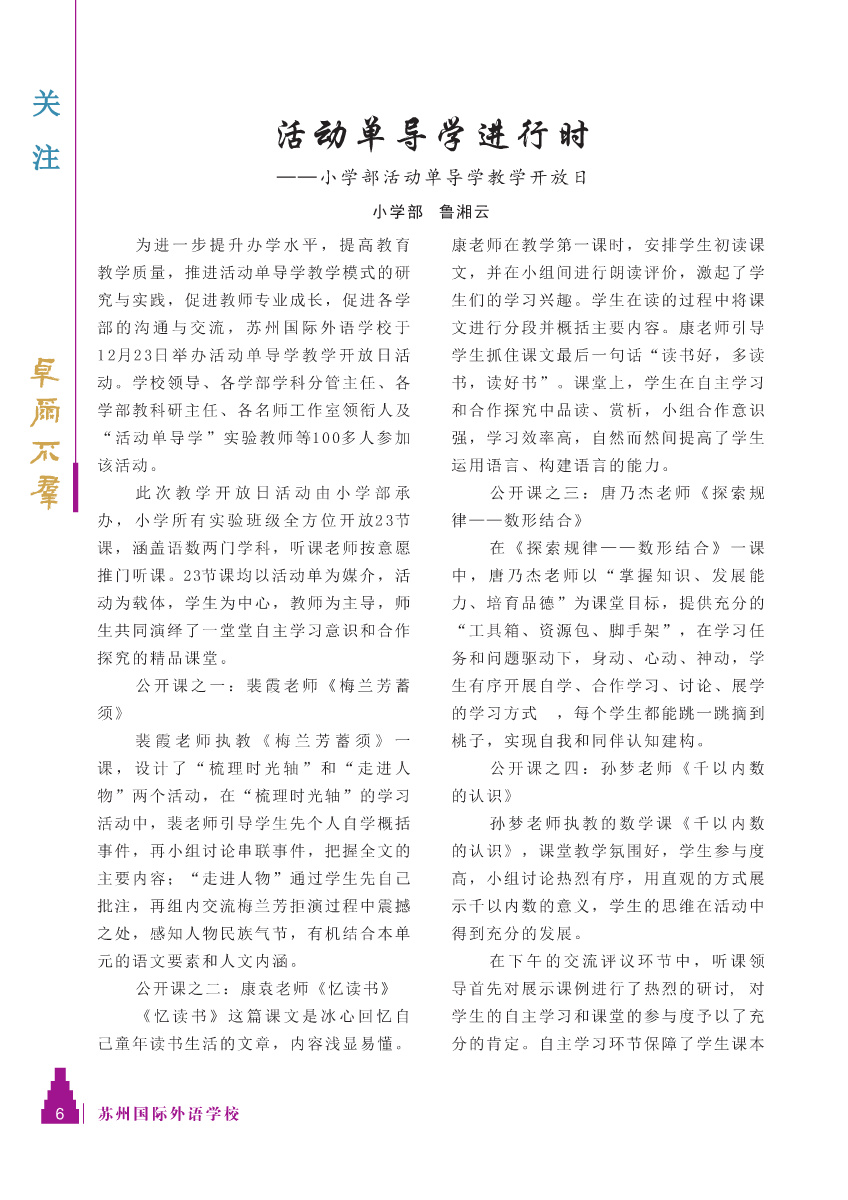 关
注
卓尔不群
活动单导学进行时
——小学部活动单导学教学开放日
小学部 鲁湘云
为进一步提升办学水平，提高教育
教学质量，推进活动单导学教学模式的研
究与实践，促进教师专业成长，促进各学
部的沟通与交流，苏州国际外语学校于
12月23日举办活动单导学教学开放日活
动。学校领导、各学部学科分管主任、各
学部教科研主任、各名师工作室领衔人及
“活动单导学”实验教师等100多人参加
该活动。
此次教学开放日活动由小学部承
办，小学所有实验班级全方位开放23节
课，涵盖语数两门学科，听课老师按意愿
推门听课。23节课均以活动单为媒介，活
动为载体，学生为中心，教师为主导，师
生共同演绎了一堂堂自主学习意识和合作
探究的精品课堂。
公开课之一：裴霞老师《梅兰芳蓄
须》
裴霞老师执教《梅兰芳蓄须》一
课，设计了“梳理时光轴”和“走进人
物”两个活动，在“梳理时光轴”的学习
活动中，裴老师引导学生先个人自学概括
事件，再小组讨论串联事件，把握全文的
主要内容；“走进人物”通过学生先自己
批注，再组内交流梅兰芳拒演过程中震撼
之处，感知人物民族气节，有机结合本单
元的语文要素和人文内涵。
公开课之二：康袁老师《忆读书》
《忆读书》这篇课文是冰心回忆自
己童年读书生活的文章，内容浅显易懂。
康老师在教学第一课时，安排学生初读课
文，并在小组间进行朗读评价，激起了学
生们的学习兴趣。学生在读的过程中将课
文进行分段并概括主要内容。康老师引导
学生抓住课文最后一句话“读书好，多读
书，读好书”。课堂上，学生在自主学习
和合作探究中品读、赏析，小组合作意识
强，学习效率高，自然而然间提高了学生
运用语言、构建语言的能力。
公开课之三：唐乃杰老师《探索规
律——数形结合》
在《探索规律——数形结合》一课
中，唐乃杰老师以“掌握知识、发展能
力、培育品德”为课堂目标，提供充分的
“工具箱、资源包、脚手架”，在学习任
务和问题驱动下，身动、心动、神动，学
生有序开展自学、合作学习、讨论、展学
的学习方式 ，每个学生都能跳一跳摘到
桃子，实现自我和同伴认知建构。
公开课之四：孙梦老师《千以内数
的认识》
孙梦老师执教的数学课《千以内数
的认识》，课堂教学氛围好，学生参与度
高，小组讨论热烈有序，用直观的方式展
示千以内数的意义，学生的思维在活动中
得到充分的发展。
在下午的交流评议环节中，听课领
导首先对展示课例进行了热烈的研讨，对
学生的自主学习和课堂的参与度予以了充
分的肯定。自主学习环节保障了学生课本
6
苏州国际外语学校